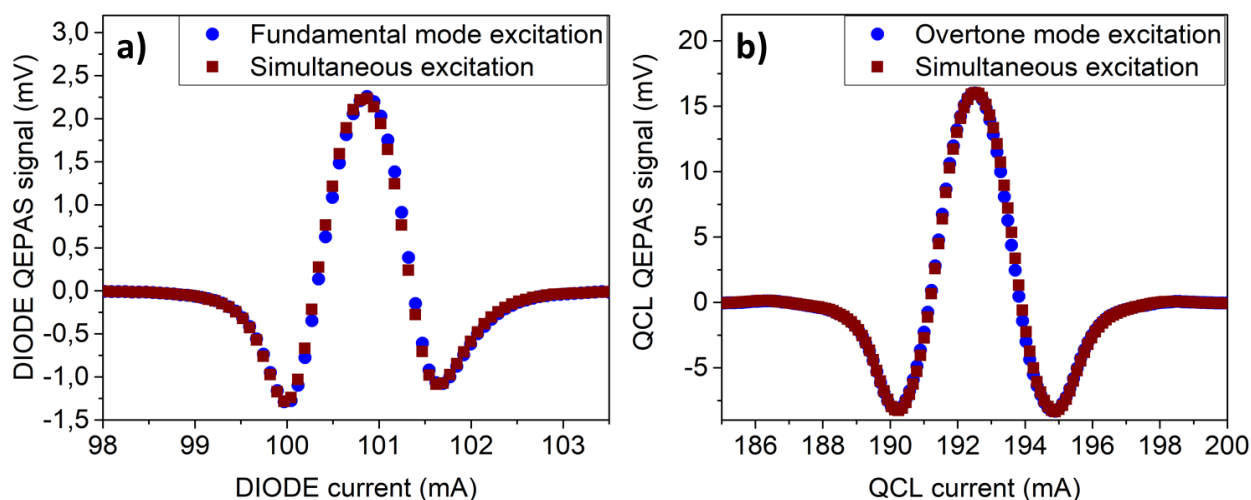 a)
Fundamental mode excitation
Simultaneous excitation
DIODE QEPAS signal (mV)
3,0
2,5
2,0
1,5
1,0
0,5
0,0
-0,5
-1,0
-1,5
98 99 100 101 102 103
DIODE current (mA)
b)
Overtone mode excitation
Simultaneous excitation
QCL QEPAS signal (mV)
20
15
10
5
0
-5
186 188 190 192 194 196 198 200
QCL current (mA)